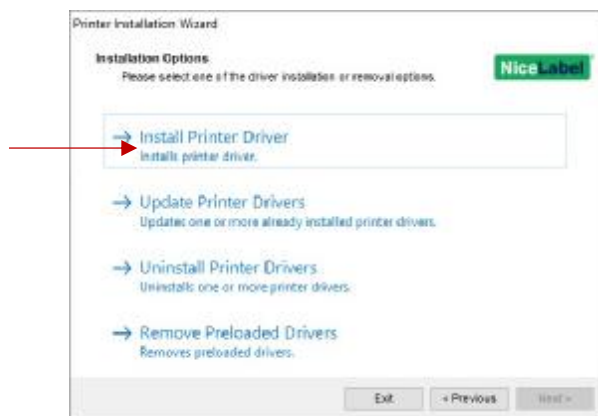 Printer Installation Wizard
Installation Options
Please select one of the driver installation or removal options.
NiceLabel
Install Printer Driver
Installs printer driver.
Update Printer Drivers
Updates one or more already installed printer drivers.
Uninstall Printer Drivers
Uninstalls one or more printer drivers.
Remove Preloaded Drivers
Removes preloaded drivers.
Exit < Previous Next >